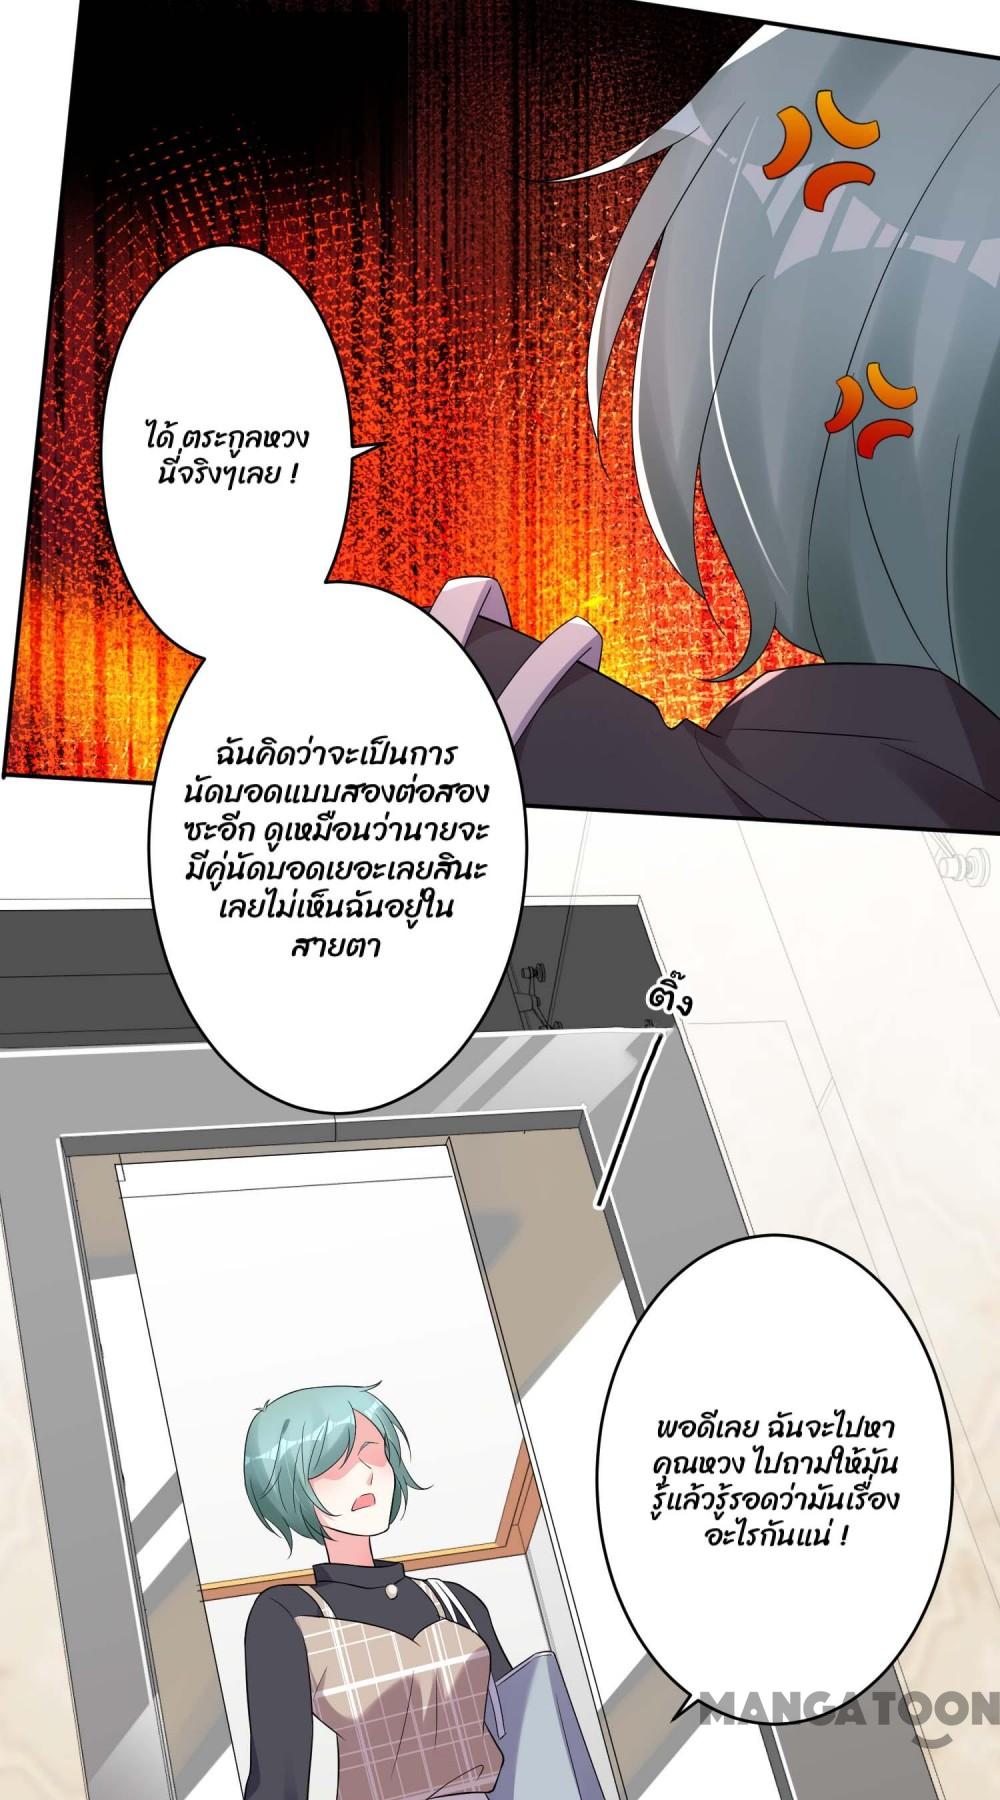 ได้ ตระกูลหวง
นี่จริงๆเลย !
ฉันคิดว่าจะเป็นการ
นัดบอดแบบสองต่อสอง
ซะอีก ดูเหมือนว่านายจะ
มีคู่นัดบอดเยอะเลยสินะ
เลยไม่เห็นฉันอยู่ใน
สายตา
ติ๊ง
พอดีเลย ฉันจะไปหา
คุณหวง ไปถามให้มัน
รู้แล้วรู้รอดว่ามันเรื่อง
อะไรกันแน่ !
MANGATOON